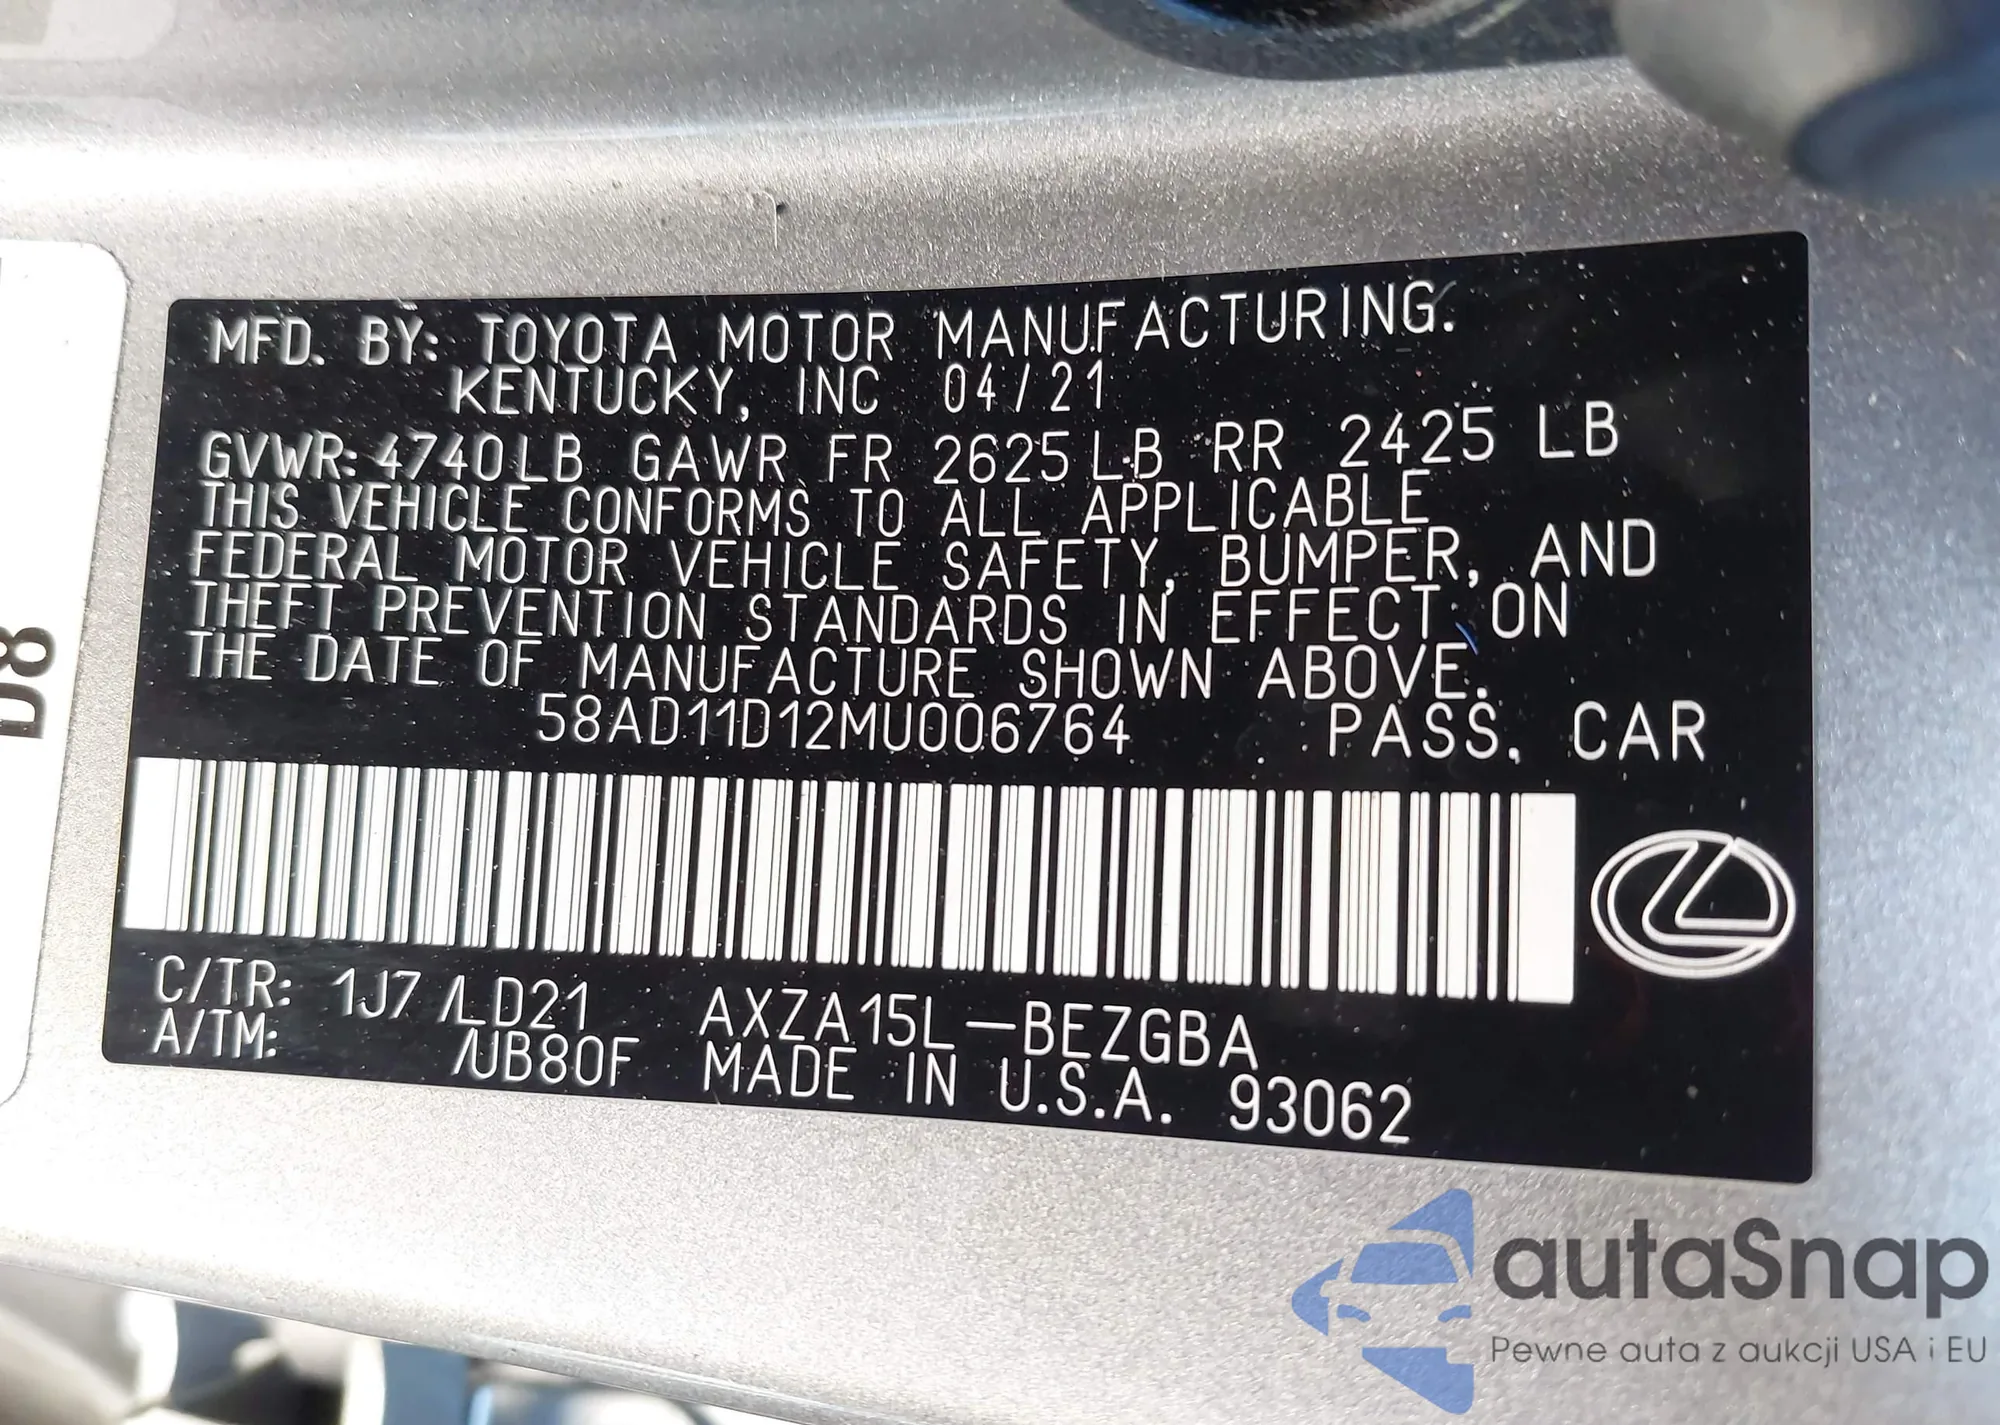 MFD. BY: TOYOTA MOTOR MANUFACTURING.
KENTUCKY, INC 04/21
GVWR: 4740LB GAWR FR 2625LB RR 2425 LB
THIS VEHICLE CONFORMS TO ALL APPLICABLE
FEDERAL MOTOR VEHICLE SAFETY, BUMPER, AND
THEFT PREVENTION STANDARDS IN EFFECT ON
THE DATE OF MANUFACTURE SHOWN ABOVE.
58AD11D12MU006764 PASS. CAR
C/TR: 1J7/LD21 AXZA15L-BEZGBA
A/TM: /UB80F MADE IN U.S.A. 93062
D8
autaSnap
Pewne auta z aukcji USA i EU